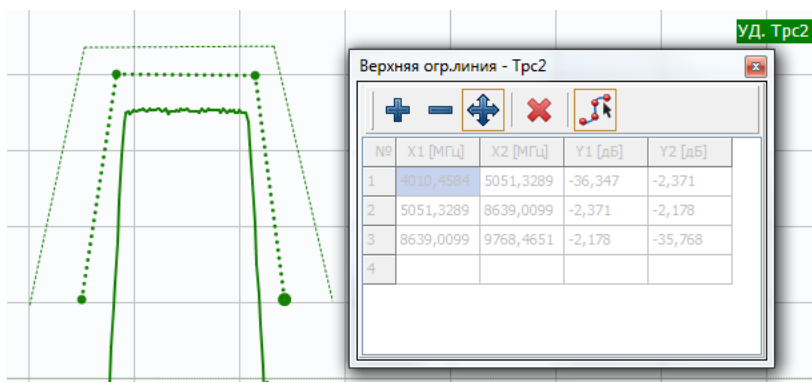 УД. Трс2
Верхняя огр.линия - Трс2
№ X1 [МГц] X2 [МГц] Y1 [дБ] Y2 [дБ]
1 4010,4584 5051,3289 -36,347 -2,371
2 5051,3289 8639,0099 -2,371 -2,178
3 8639,0099 9768,4651 -2,178 -35,768
4